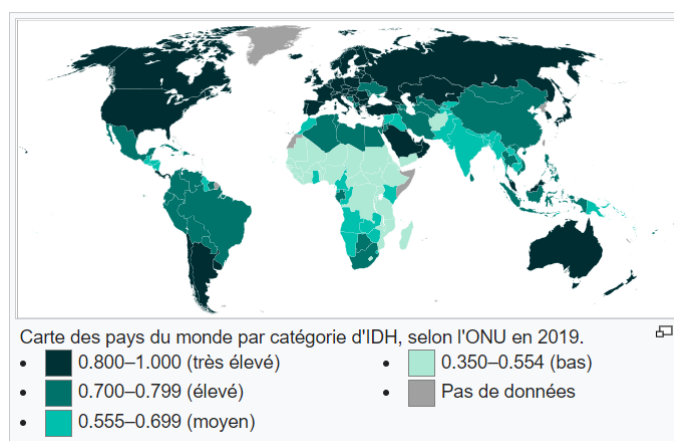 Carte des pays du monde par catégorie d'IDH, selon l'ONU en 2019.
0.800–1.000 (très élevé)
0.700–0.799 (élevé)
0.555–0.699 (moyen)
0.350–0.554 (bas)
Pas de données